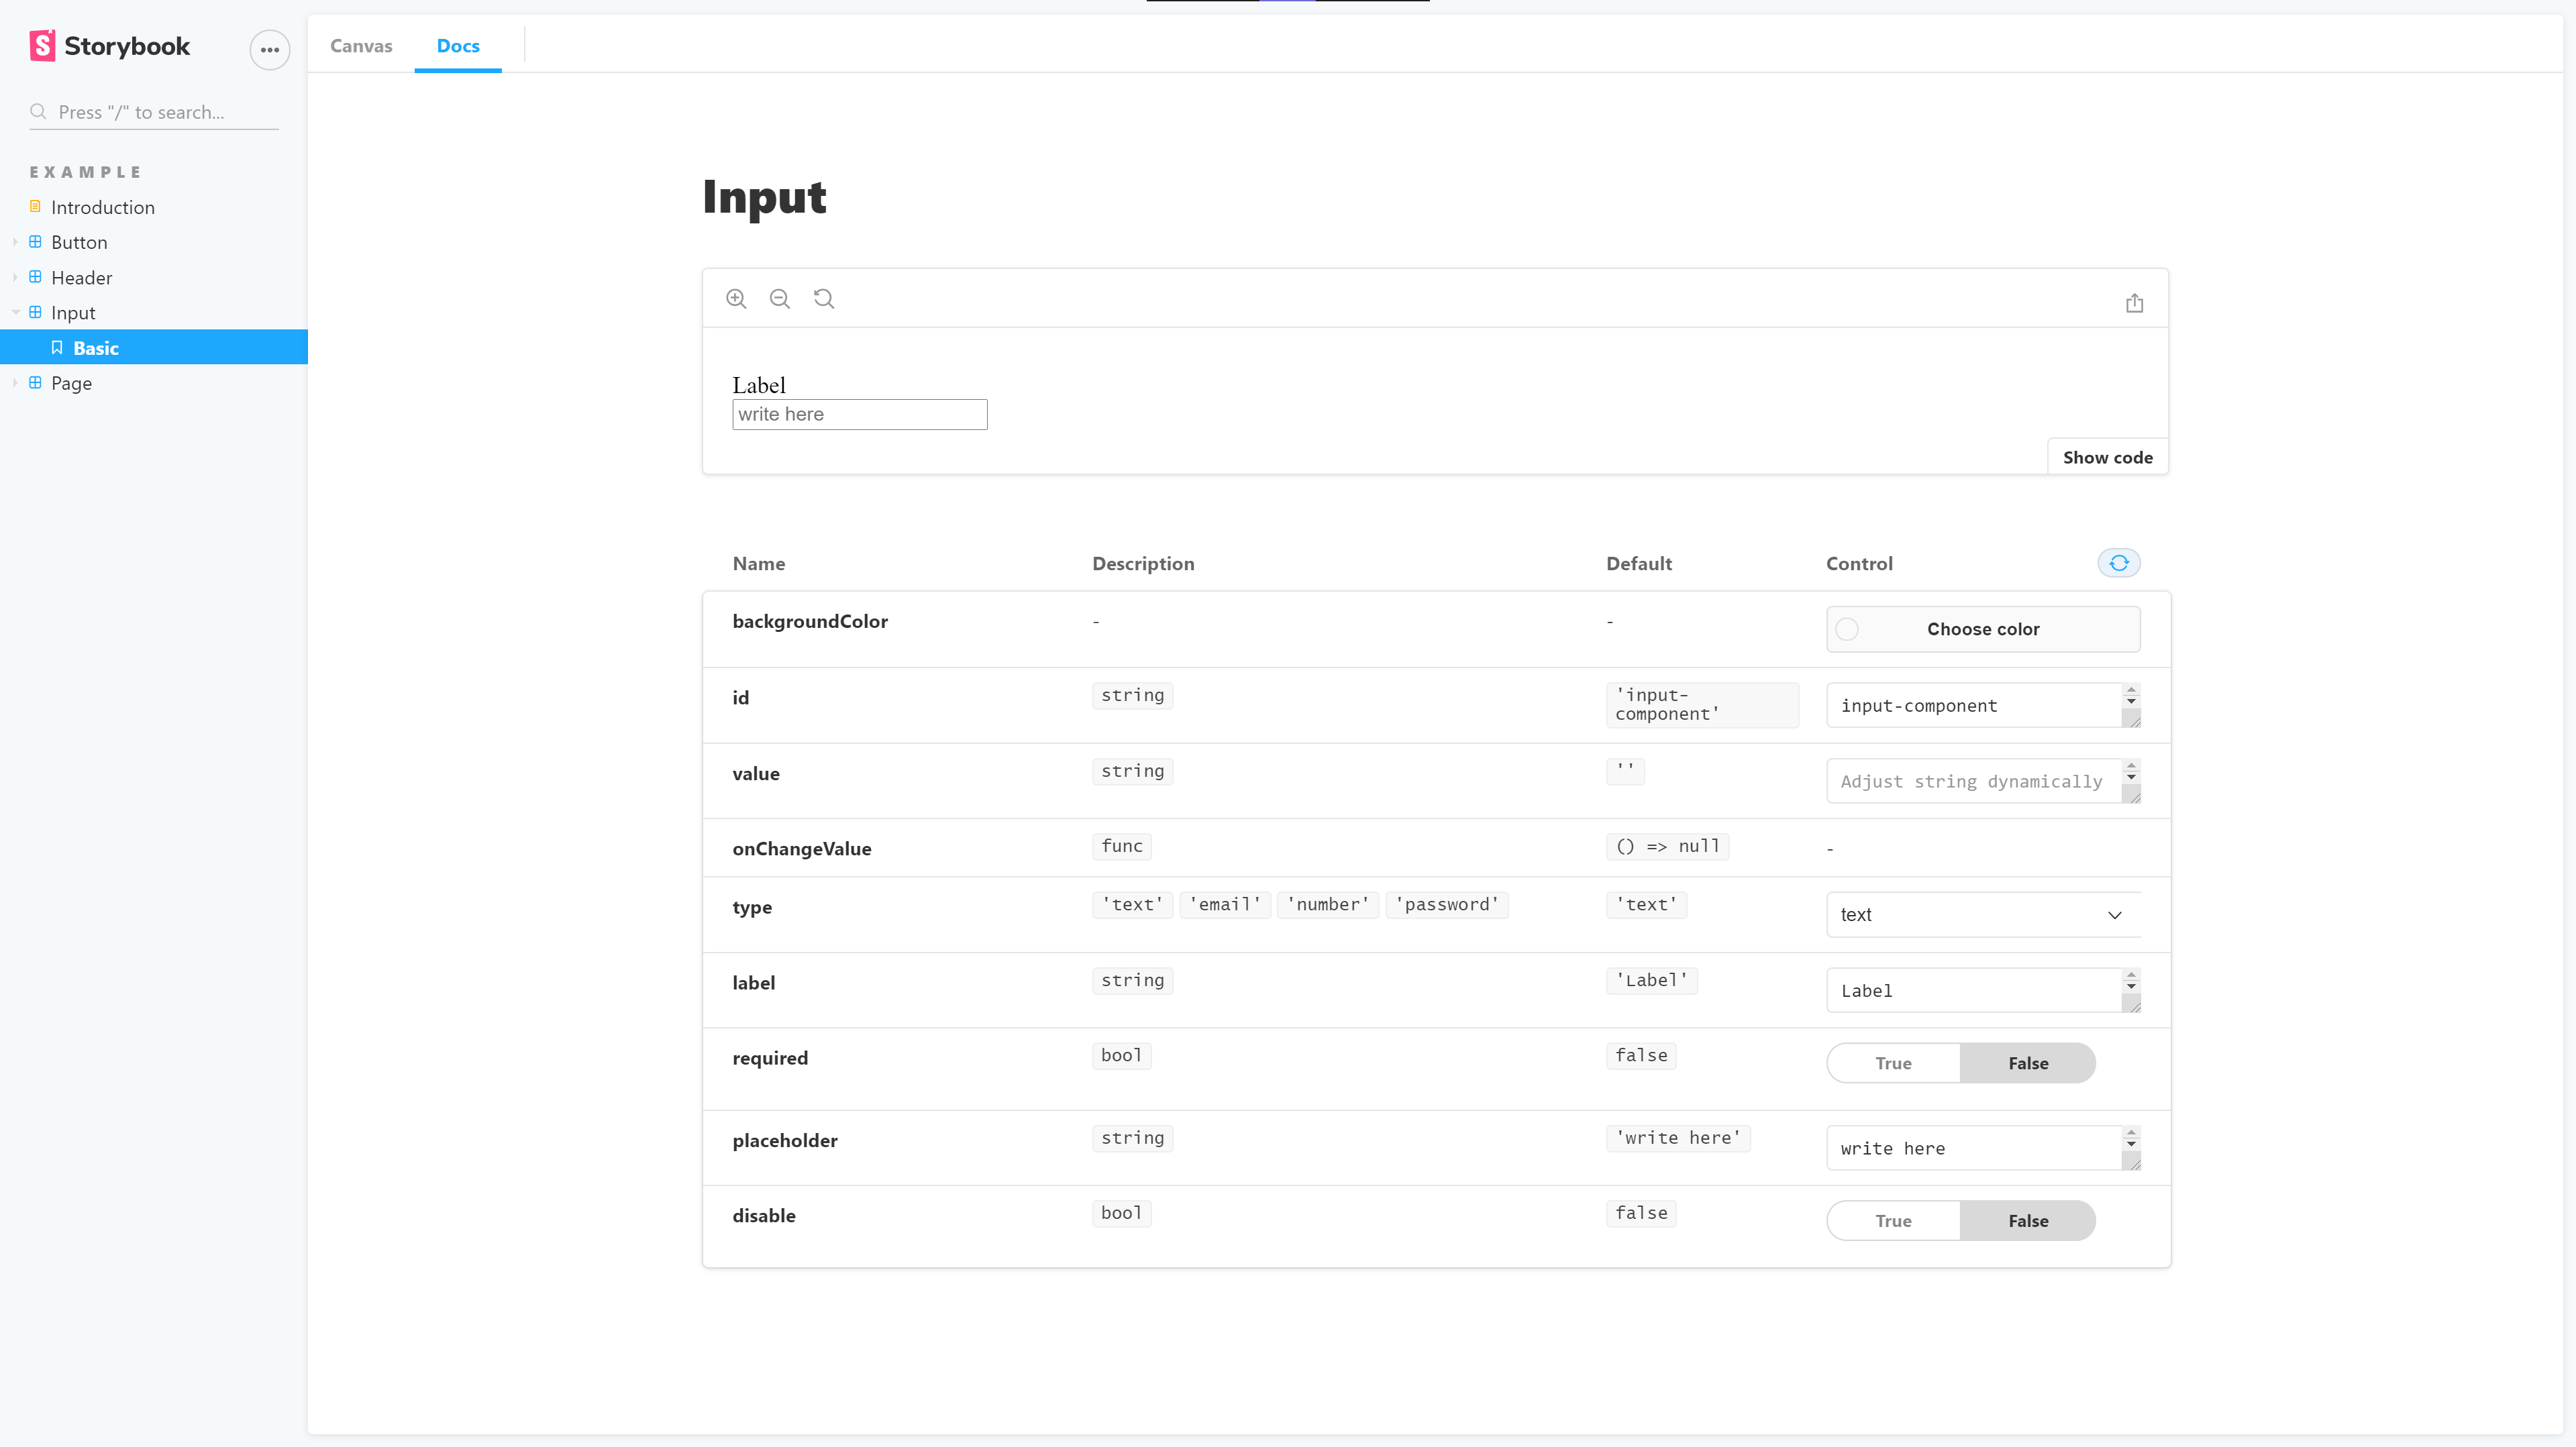 Storybook
Canvas
Docs
Press "/" to search...
EXAMPLE
Introduction
Button
Header
Input
Basic
Page
Input
Label
write here
Show code
Name Description Default Control
backgroundColor - - Choose color
id string 'input-
component' input-component
value string '' Adjust string dynamically
onChangeValue func () => null -
type 'text' 'email' 'number' 'password' 'text' text
label string 'Label' Label
required bool false True False
placeholder string 'write here' write here
disable bool false True False